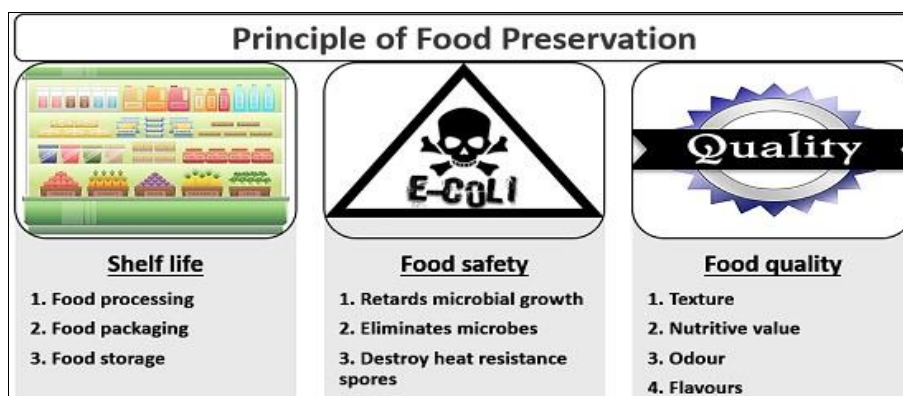 Principle of Food Preservation
E-COLI
Quality
Shelf life
1. Food processing
2. Food packaging
3. Food storage
Food safety
1. Retards microbial growth
2. Eliminates microbes
3. Destroy heat resistance
spores
Food quality
1. Texture
2. Nutritive value
3. Odour
4. Flavours